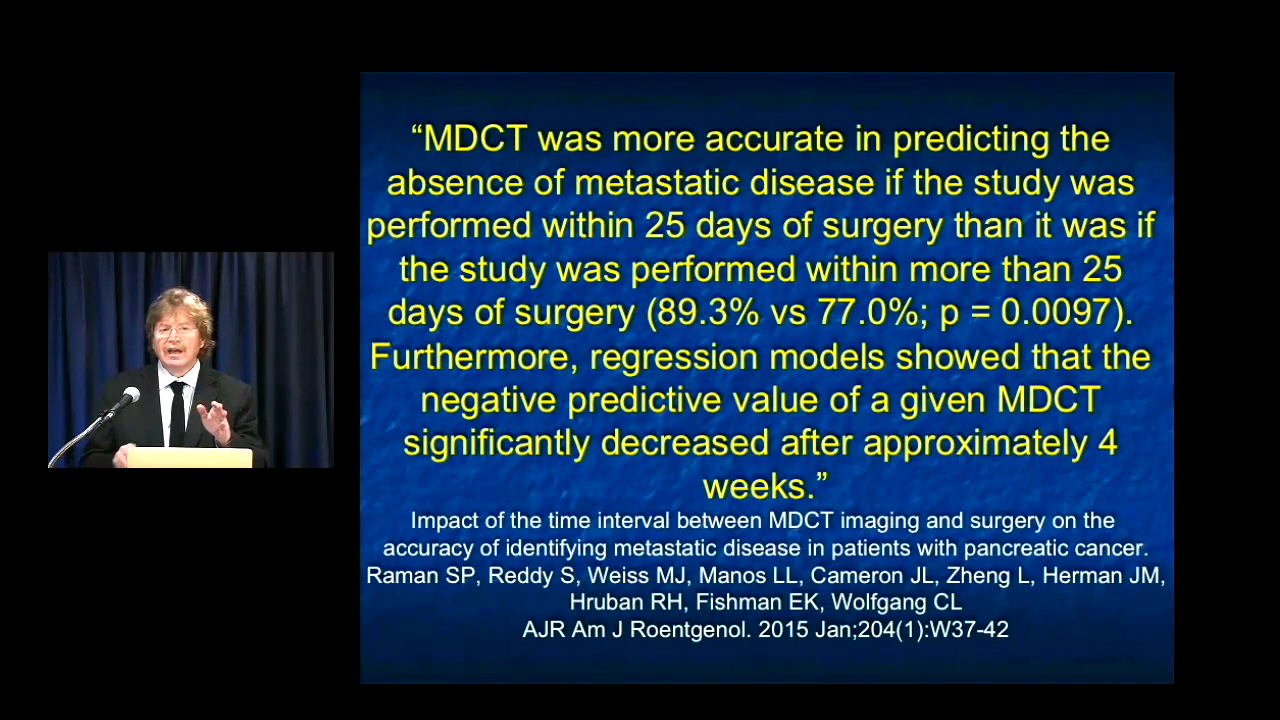 “MDCT was more accurate in predicting the
absence of metastatic disease if the study was
performed within 25 days of surgery than it was if
the study was performed within more than 25
days of surgery (89.3% vs 77.0%; p = 0.0097).
Furthermore, regression models showed that the
negative predictive value of a given MDCT
significantly decreased after approximately 4
weeks.”
Impact of the time interval between MDCT imaging and surgery on the
accuracy of identifying metastatic disease in patients with pancreatic cancer.
Raman SP, Reddy S, Weiss MJ, Manos LL, Cameron JL, Zheng L, Herman JM,
Hruban RH, Fishman EK, Wolfgang CL
AJR Am J Roentgenol. 2015 Jan;204(1):W37-42